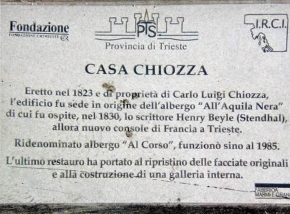 Fondazione
PTS
I.R.C.I.
Provincia di Trieste
CASA CHIOZZA
Eretto nel 1823 e di proprietà di Carlo Luigi Chiozza,
l'edificio fu sede in origine dell'albergo "All'Aquila Nera"
di cui fu ospite, nel 1830, lo scrittore Henry Beyle (Stendhal),
allora nuovo console di Francia a Trieste.
Ridenominato albergo "Al Corso", funzionò sino al 1985.
L'ultimo restauro ha portato al ripristino delle facciate originali
e alla costruzione di una galleria interna.